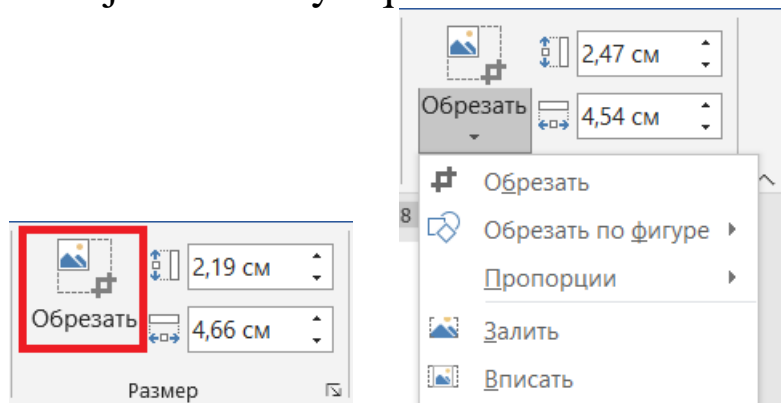 2,47 см
Обрезать
4,54 см
Обрезать
8
Обрезать по фигуре
Пропорции
Залить
Вписать
2,19 см
Обрезать
4,66 см
Размер